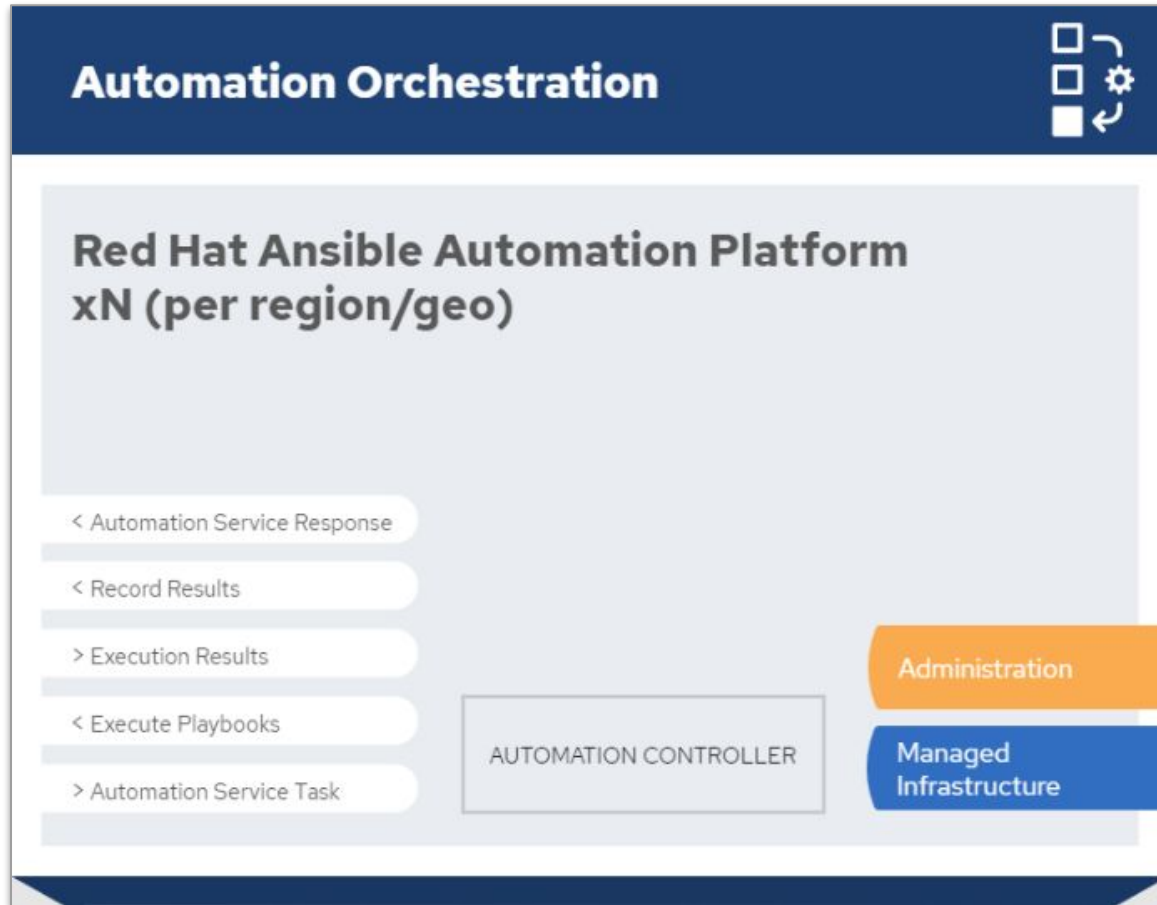 Automation Orchestration
Red Hat Ansible Automation Platform
xN (per region/geo)
< Automation Service Response
< Record Results
> Execution Results
< Execute Playbooks
> Automation Service Task
AUTOMATION CONTROLLER
Administration
Managed
Infrastructure